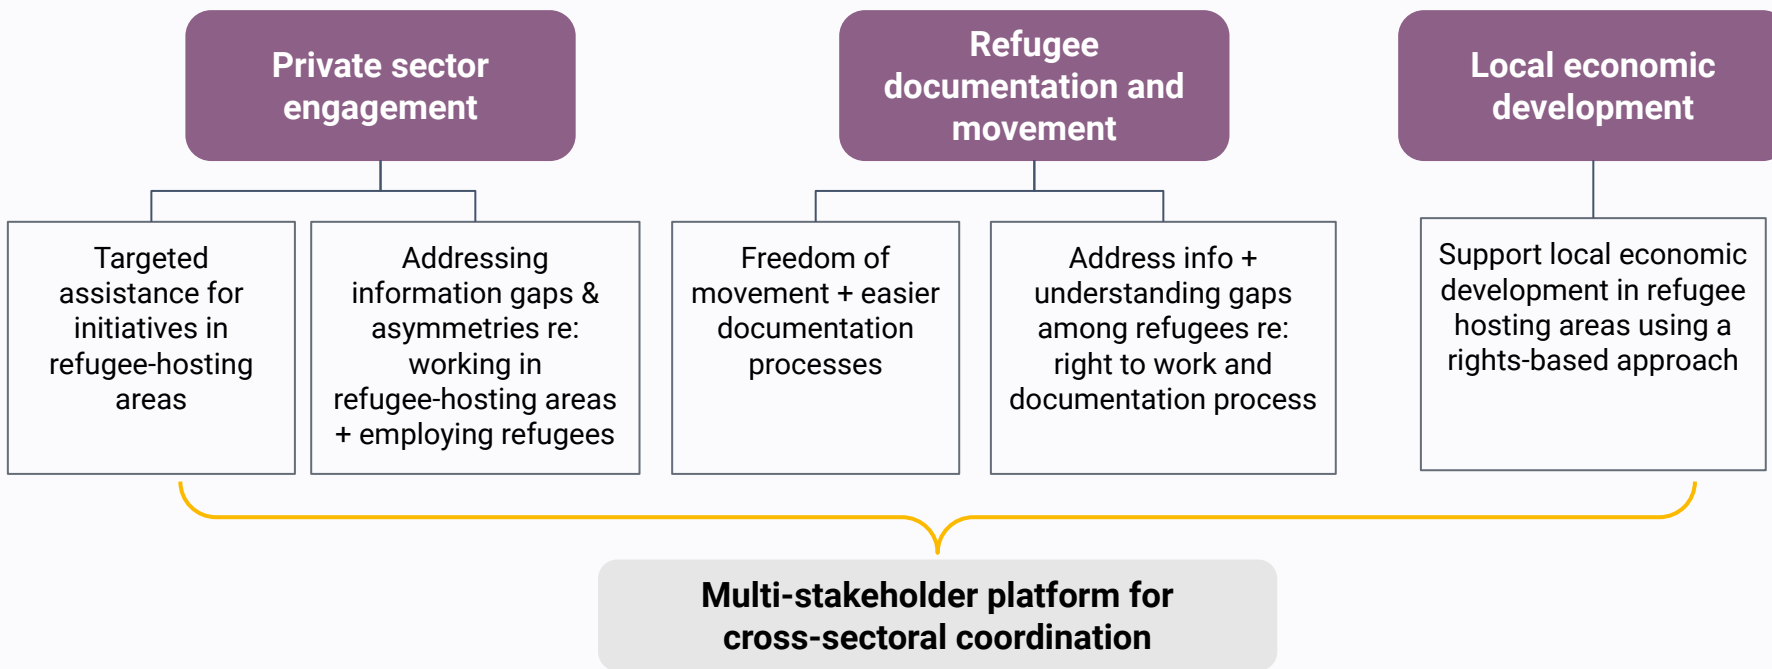 Private sector
engagement
Refugee
documentation and
movement
Local economic
development
Targeted
assistance for
initiatives in
refugee-hosting
areas
Addressing
information gaps &
asymmetries re:
working in
refugee-hosting areas
+ employing refugees
Freedom of
movement + easier
documentation
processes
Address info +
understanding gaps
among refugees re:
right to work and
documentation process
Support local economic
development in refugee
hosting areas using a
rights-based approach
Multi-stakeholder platform for
cross-sectoral coordination